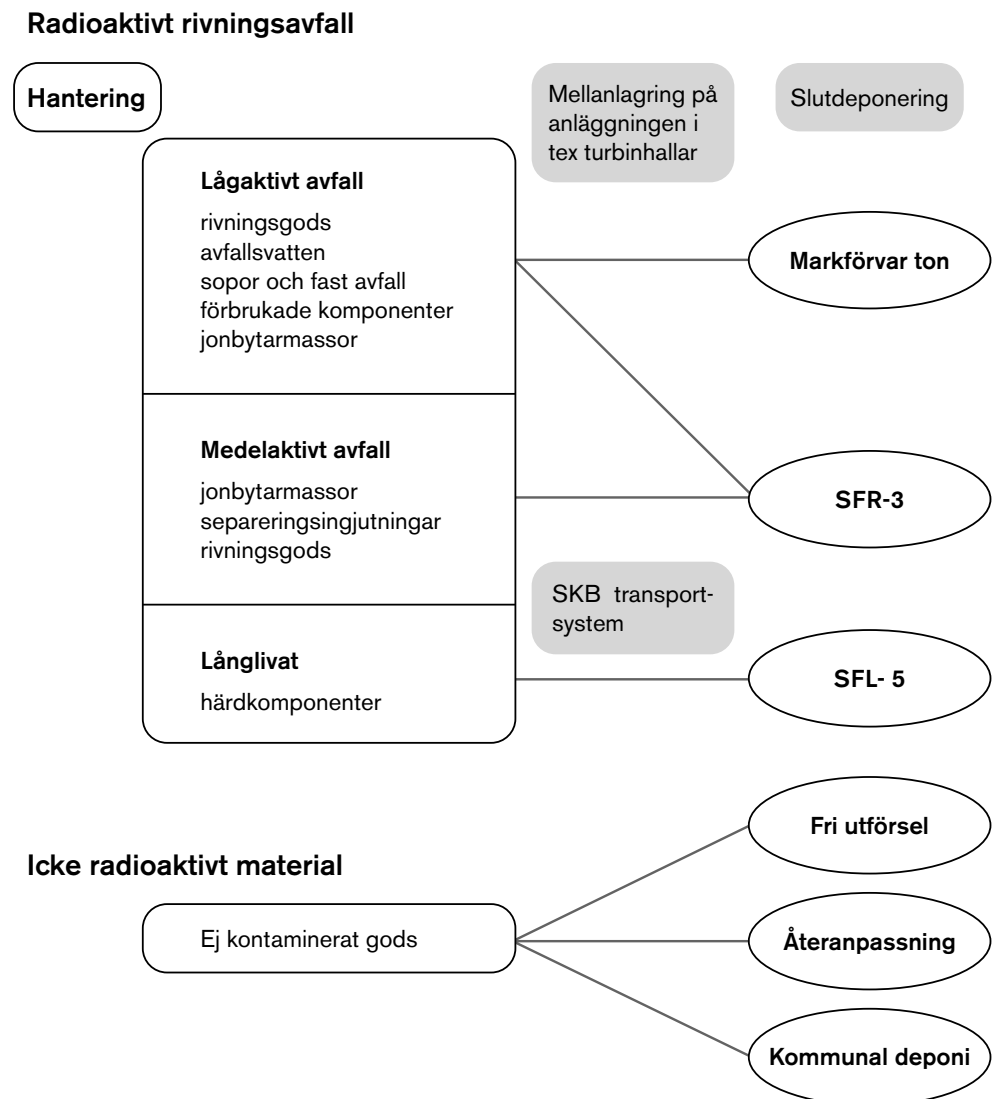 Radioaktivt rivningsavfall
Hantering
Mellanlagring på
anläggningen i
tex turbinhallar
Slutdeponering
Lågaktivt avfall
rivningsgods
avfallsvatten
sopor och fast avfall
förbrukade komponenter
jonbytarmassor
Markförvar ton
Medelaktivt avfall
jonbytarmassor
separeringsingjutningar
rivningsgods
SFR-3
SKB transport-
system
Långlivat
härdkomponenter
SFL- 5
Icke radioaktivt material
Ej kontaminerat gods
Fri utförsel
Återanpassning
Kommunal deponi